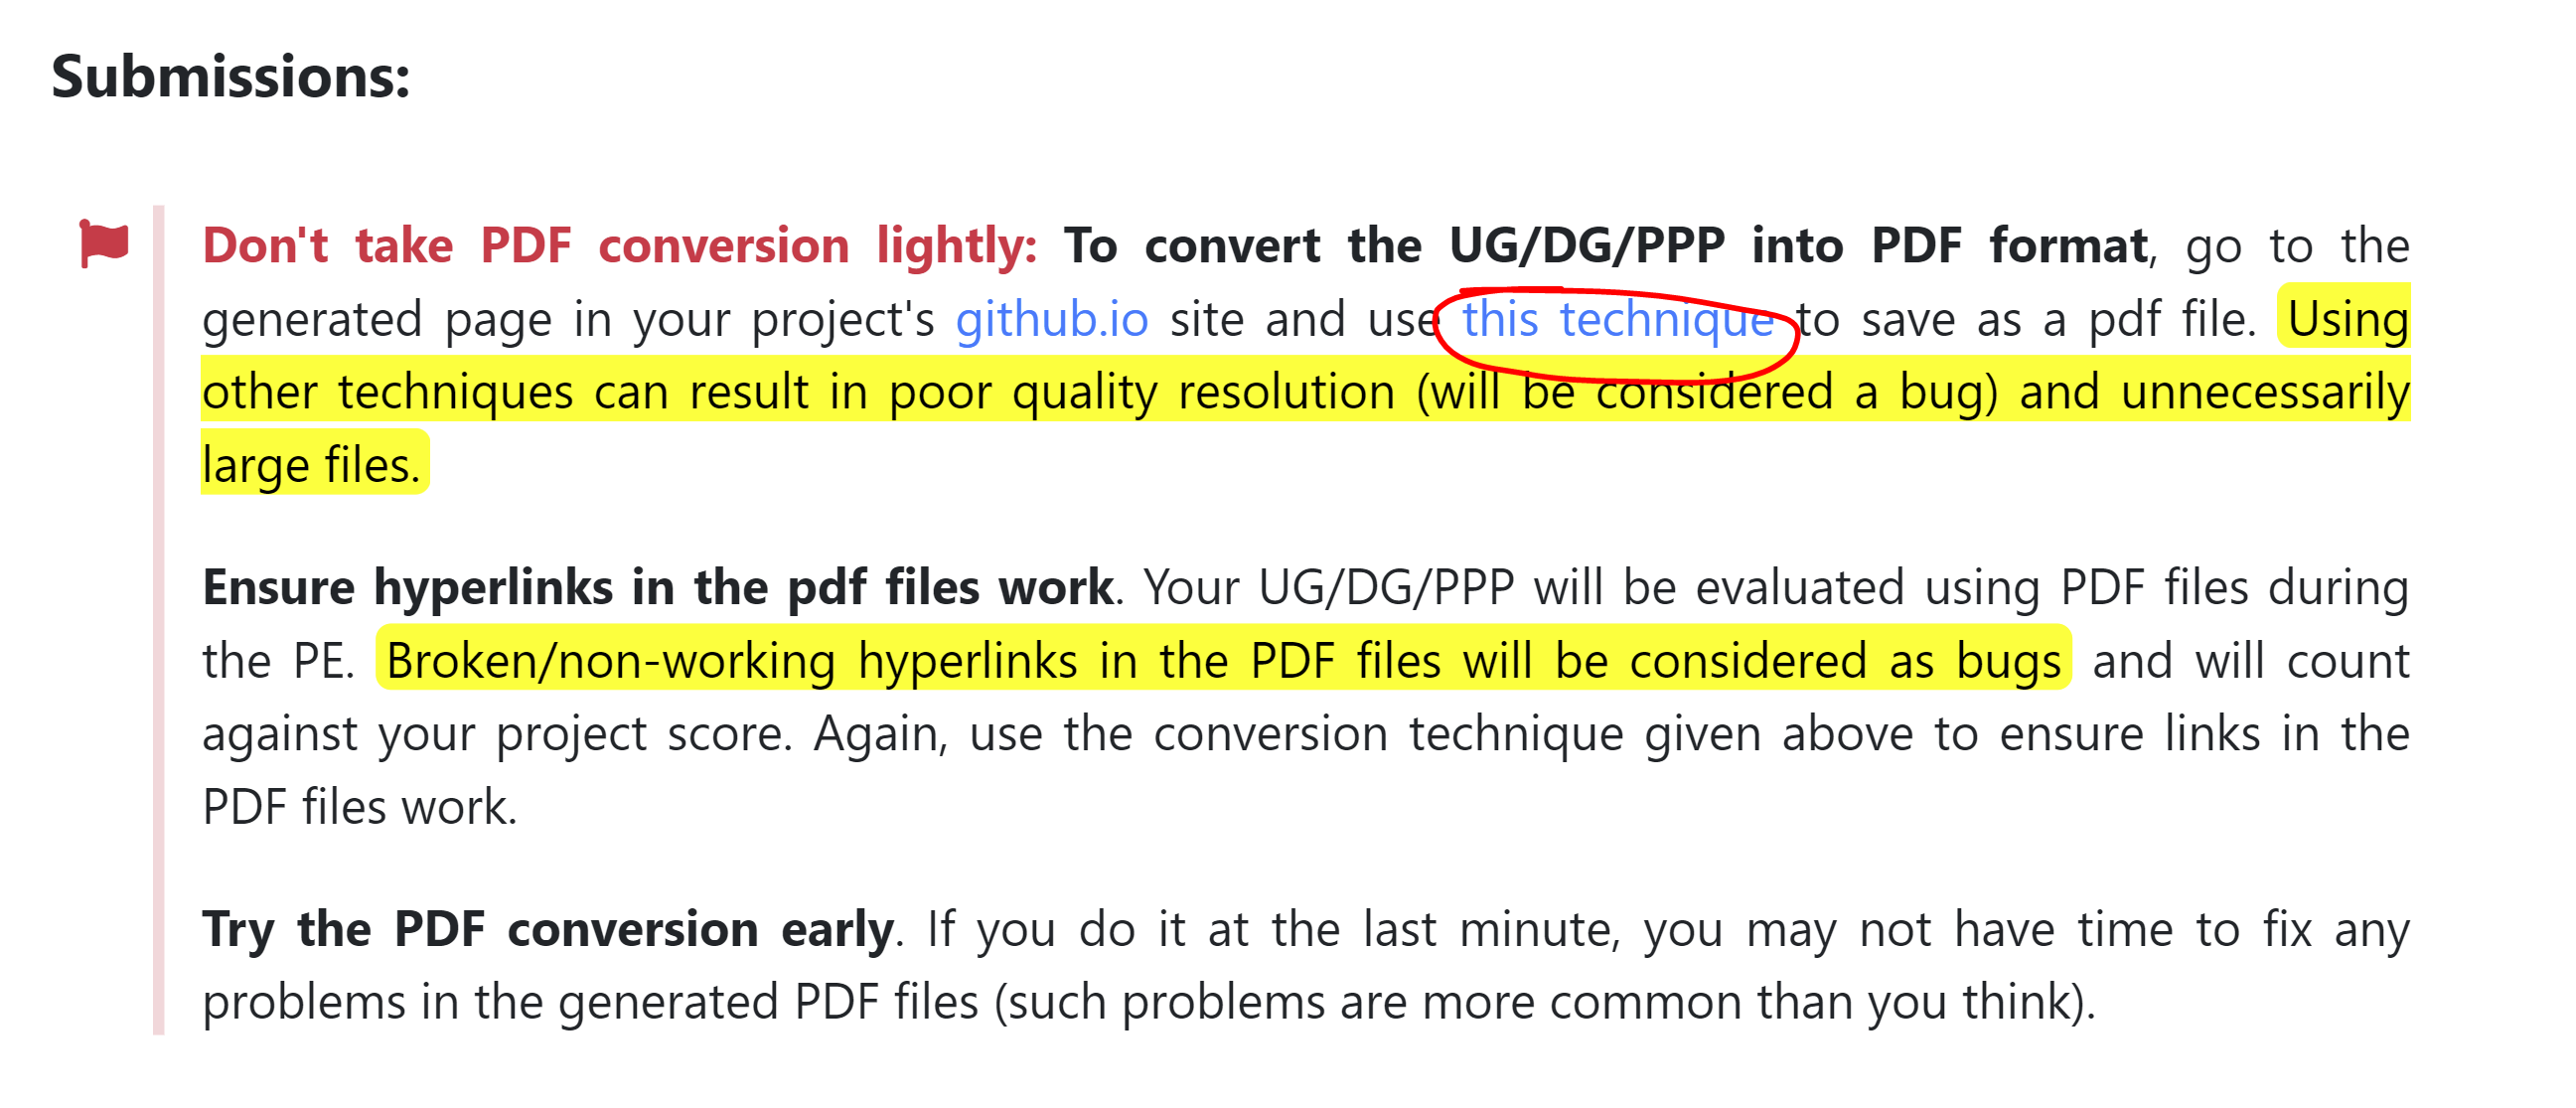 Submissions:
Don't take PDF conversion lightly: To convert the UG/DG/PPP into PDF format, go to the
generated page in your project's github.io site and use this technique to save as a pdf file. Using
other techniques can result in poor quality resolution (will be considered a bug) and unnecessarily
large files.
Ensure hyperlinks in the pdf files work. Your UG/DG/PPP will be evaluated using PDF files during
the PE. Broken/non-working hyperlinks in the PDF files will be considered as bugs and will count
against your project score. Again, use the conversion technique given above to ensure links in the
PDF files work.
Try the PDF conversion early. If you do it at the last minute, you may not have time to fix any
problems in the generated PDF files (such problems are more common than you think).